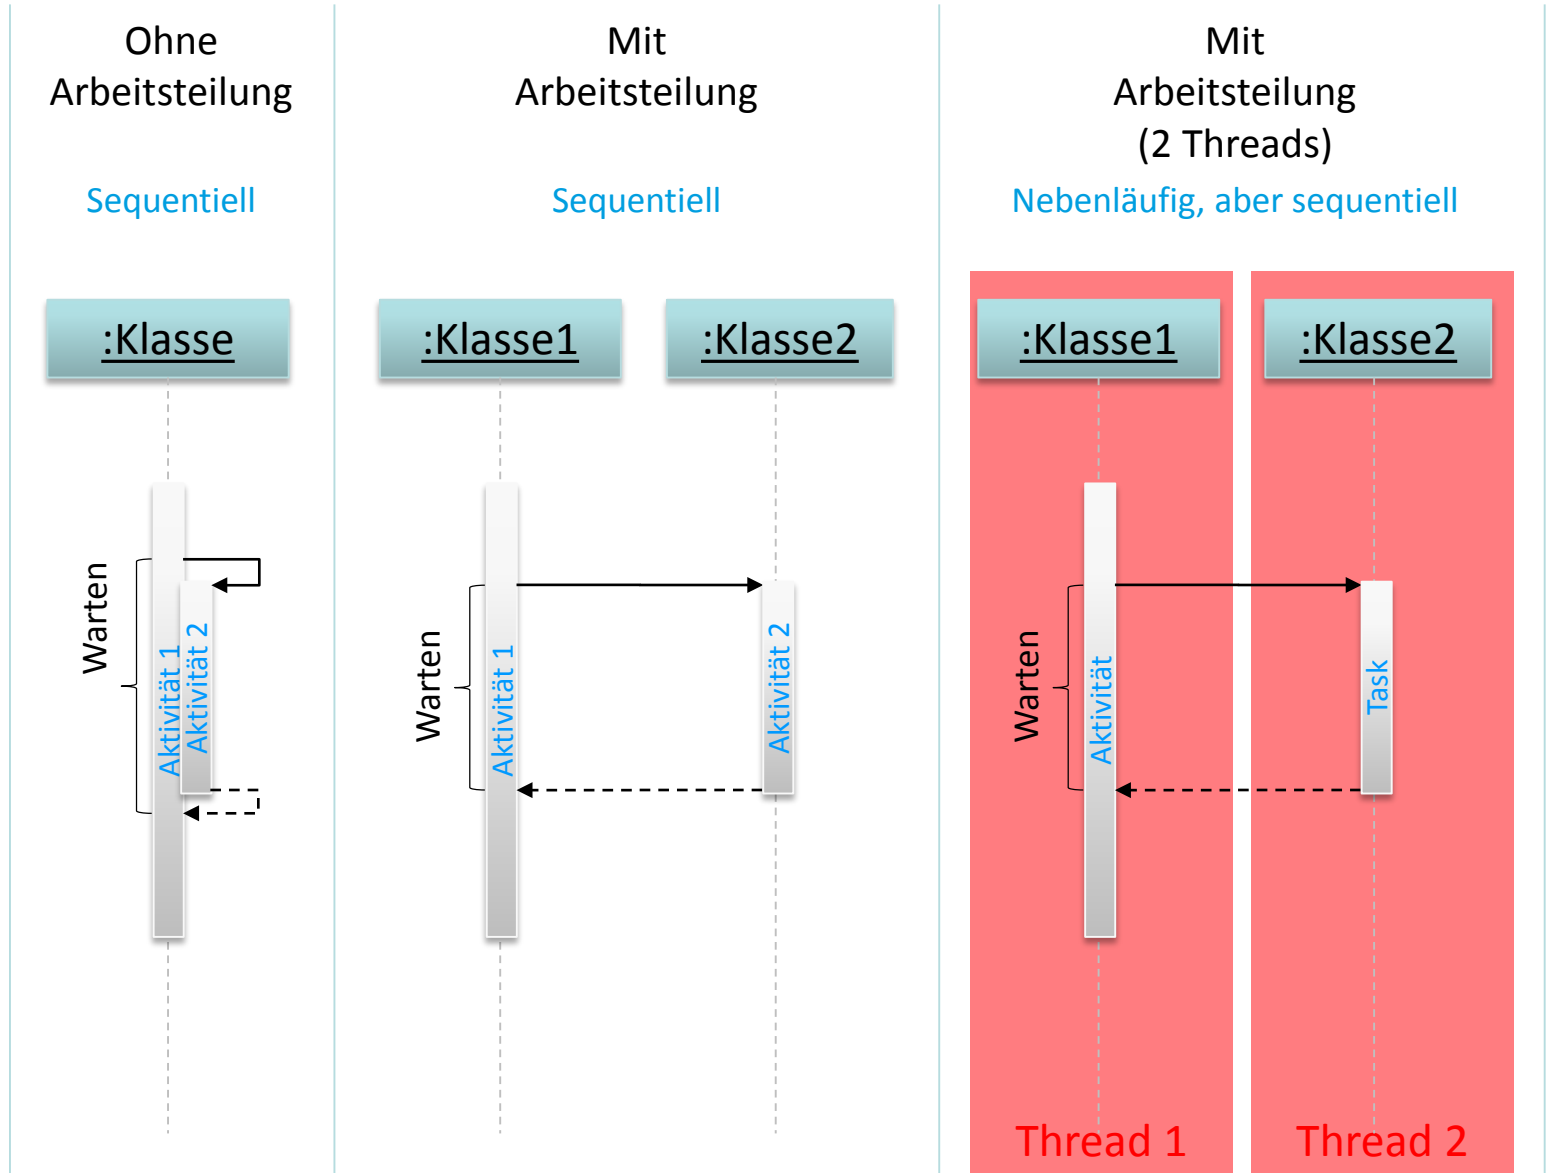 Ohne
Arbeitsteilung
Sequentiell
:Klasse
Warten
Aktivität 1
Aktivität 2
Mit
Arbeitsteilung
Sequentiell
:Klasse1
:Klasse2
Warten
Aktivität 1
Aktivität 2
Mit
Arbeitsteilung
(2 Threads)
Nebenläufig, aber sequentiell
:Klasse1
:Klasse2
Warten
Aktivität
Task
Thread 1
Thread 2